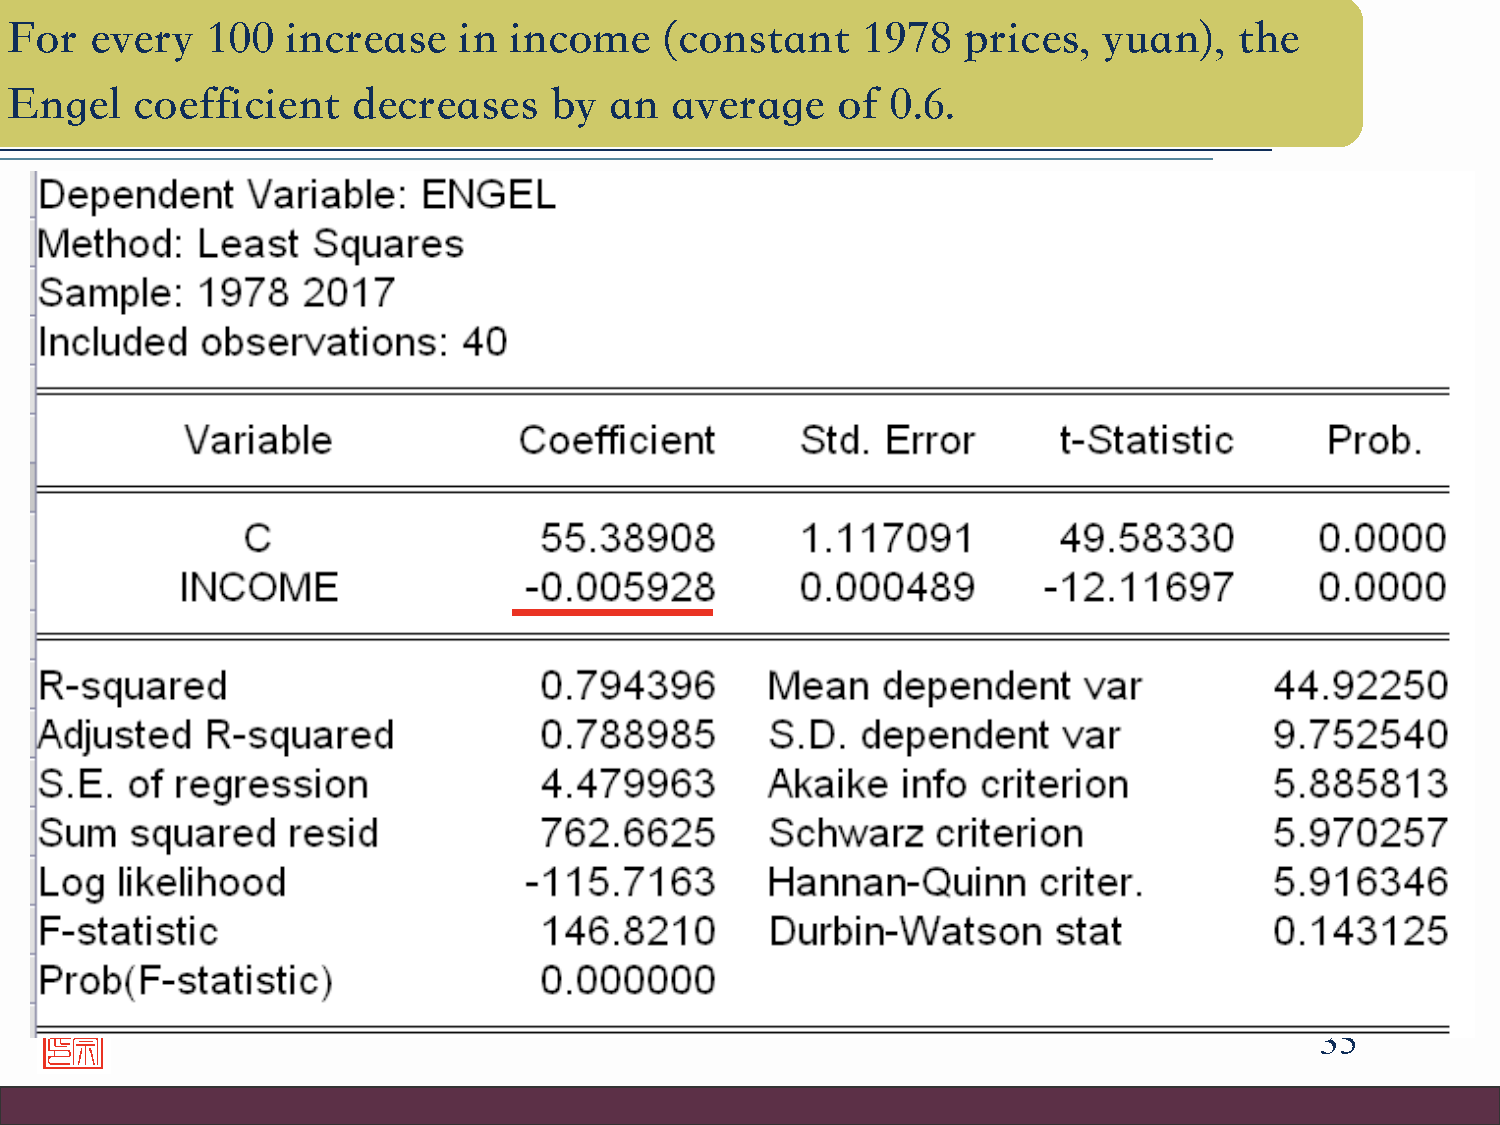 For every 100 increase in income (constant 1978 prices, yuan), the
Engel coefficient decreases by an average of 0.6.
Dependent Variable: ENGEL
Method: Least Squares
Sample: 1978 2017
Included observations: 40
Variable Coefficient Std. Error t-Statistic Prob.
C 55.38908 1.117091 49.58330 0.0000
INCOME -0.005928 0.000489 -12.11697 0.0000
R-squared 0.794396 Mean dependent var 44.92250
Adjusted R-squared 0.788985 S.D. dependent var 9.752540
S.E. of regression 4.479963 Akaike info criterion 5.885813
Sum squared resid 762.6625 Schwarz criterion 5.970257
Log likelihood -115.7163 Hannan-Quinn criter. 5.916346
F-statistic 146.8210 Durbin-Watson stat 0.143125
Prob(F-statistic) 0.000000